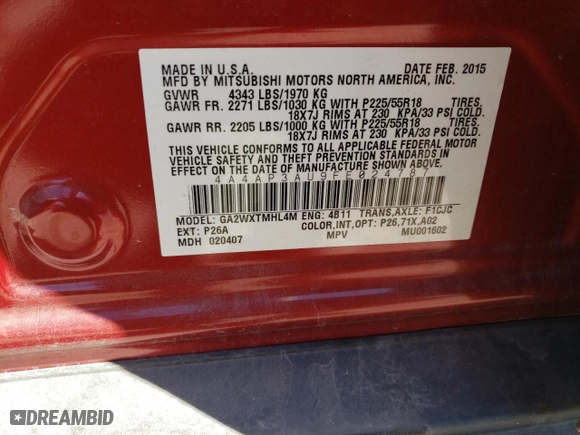 MADE IN U.S.A. DATE FEB. 2015
MFD BY MITSUBISHI MOTORS NORTH AMERICA, INC.
GVWR 4343 LBS/1970 KG
GAWR FR. 2271 LBS/1030 KG WITH P225/55R18 TIRES,
18X7J RIMS AT 230 KPA/33 PSI COLD.
GAWR RR. 2205 LBS/1000 KG WITH P225/55R18 TIRES,
18X7J RIMS AT 230 KPA/33 PSI COLD.
THIS VEHICLE CONFORMS TO ALL APPLICABLE FEDERAL MOTOR
VEHICLE SAFETY AND THEFT PREVENTION STANDARDS IN
EFFECT ON THE DATE OF MANUFACTURE SHOWN ABOVE.
4A4AP3AU9FE024787
MODEL: GA2WXTMHL4M ENG: 4B11 TRANS,AXLE: F1CJC
EXT: P26A COLOR,INT,OPT: P26,71X,A02
MDH 020407 MPV MU001602
DREAMBID